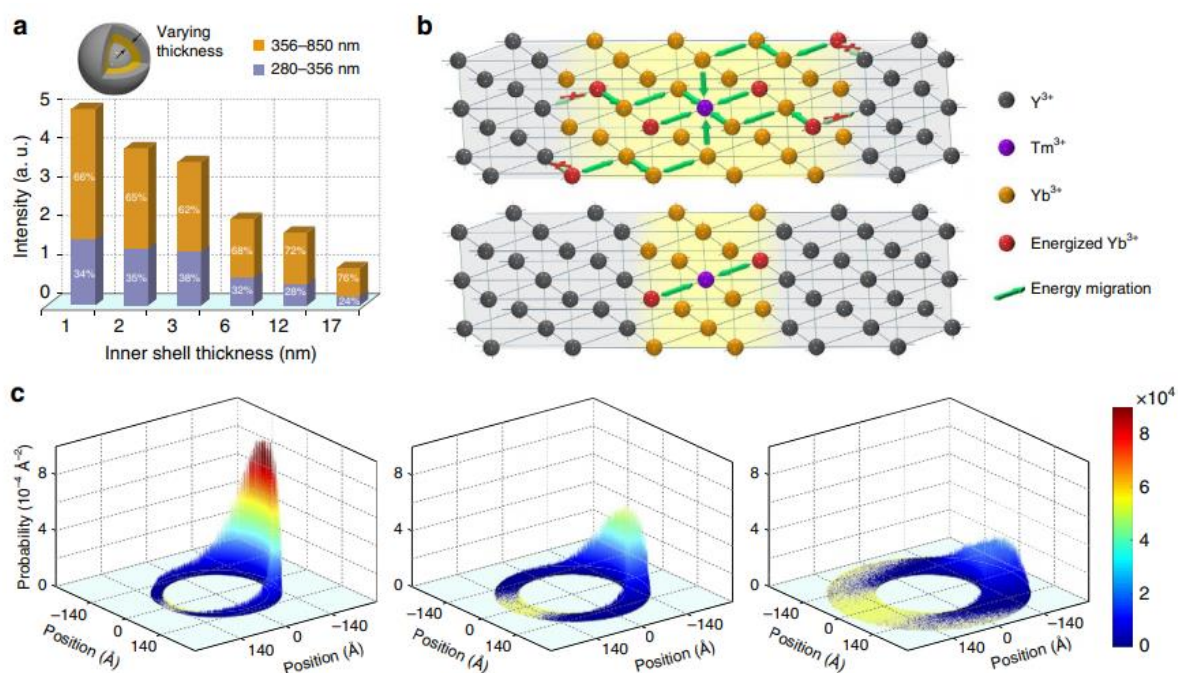 a
Varying
thickness
356–850 nm
280–356 nm
Intensity (a. u.)
5
4
3
2
1
0
66%
34%
65%
35%
62%
38%
68%
32%
72%
28%
76%
24%
1 2 3 6 12 17
Inner shell thickness (nm)
b
Y³⁺
Tm³⁺
Yb³⁺
Energized Yb³⁺
Energy migration
c
Probability (10⁻⁴ Å⁻²)
8
4
0
−140
0
140
Position (Å)
140
0
−140
Position (Å)
8
4
0
−140
0
140
Position (Å)
140
0
−140
Position (Å)
8
4
0
−140
0
140
Position (Å)
140
0
−140
Position (Å)
×10⁴
8
6
4
2
0